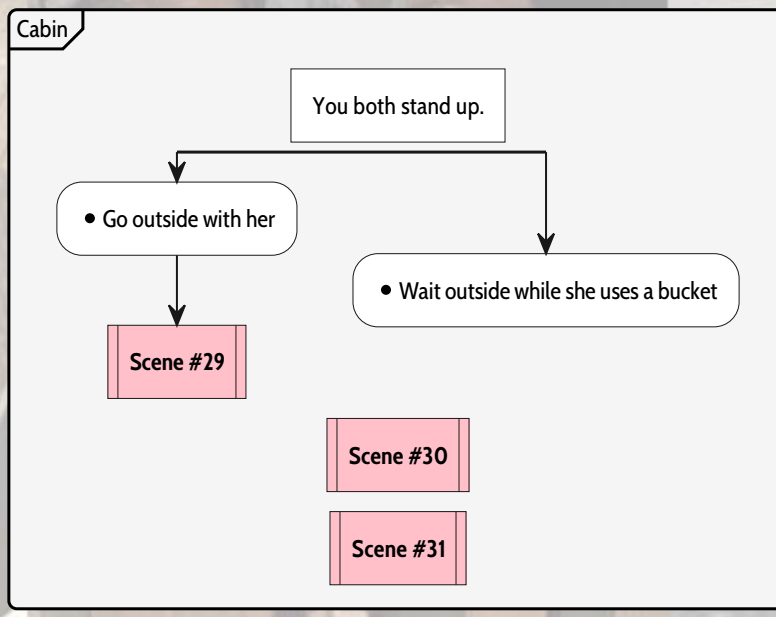 Cabin
You both stand up.
• Go outside with her
• Wait outside while she uses a bucket
Scene #29
Scene #30
Scene #31